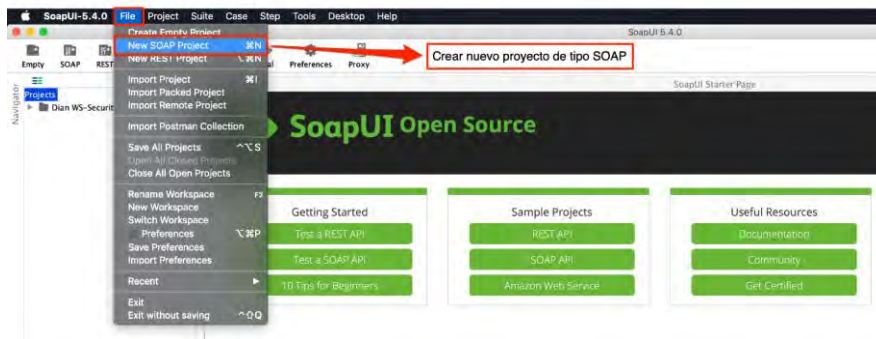 SoapUI-5.4.0 File Project Suite Case Step Tools Desktop Help
SoapUI 5.4.0
Create Empty Project
New SOAP Project ⌘N
New REST Project ⌥⌘N
Import Project ⌘I
Import Packed Project
Import Remote Project
Import Postman Collection
Save All Projects ^⌥S
Open All Closed Projects
Close All Open Projects
Rename Workspace F2
New Workspace
Switch Workspace
Preferences ⌥⌘P
Save Preferences
Import Preferences
Recent
Exit
Exit without saving ^⇧Q
Empty SOAP REST Preferences Proxy
Crear nuevo proyecto de tipo SOAP
Navigator
Projects
Dian WS-Securit
SoapUI Starter Page
SoapUI Open Source
Getting Started
Test a REST API
Test a SOAP API
10 Tips for Beginners
Sample Projects
REST API
SOAP API
Amazon Web Service
Useful Resources
Documentation
Community
Get Certified